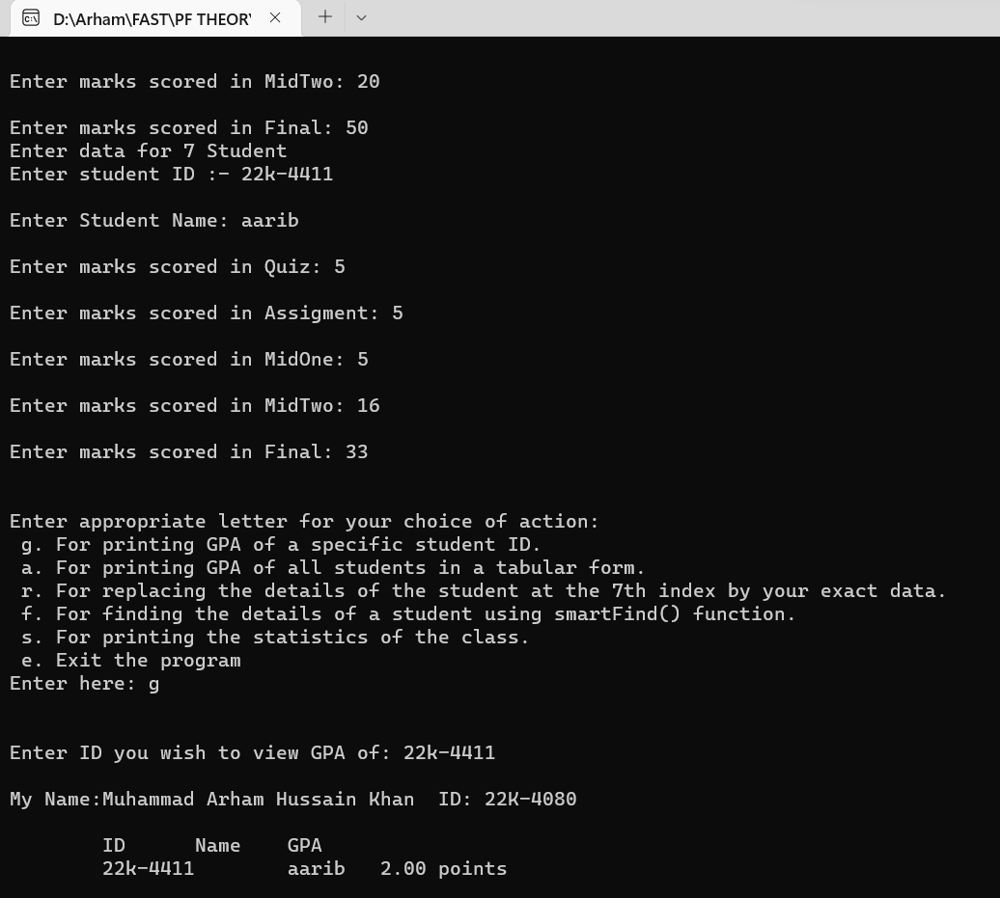 D:\Arham\FAST\PF THEOR
Enter marks scored in MidTwo: 20
Enter marks scored in Final: 50
Enter data for 7 Student
Enter student ID :- 22k-4411
Enter Student Name: aarib
Enter marks scored in Quiz: 5
Enter marks scored in Assigment: 5
Enter marks scored in MidOne: 5
Enter marks scored in MidTwo: 16
Enter marks scored in Final: 33
Enter appropriate letter for your choice of action:
g. For printing GPA of a specific student ID.
a. For printing GPA of all students in a tabular form.
r. For replacing the details of the student at the 7th index by your exact data.
f. For finding the details of a student using smartFind() function.
s. For printing the statistics of the class.
e. Exit the program
Enter here: g
Enter ID you wish to view GPA of: 22k-4411
My Name:Muhammad Arham Hussain Khan  ID: 22K-4080
ID Name GPA
22k-4411 aarib 2.00 points